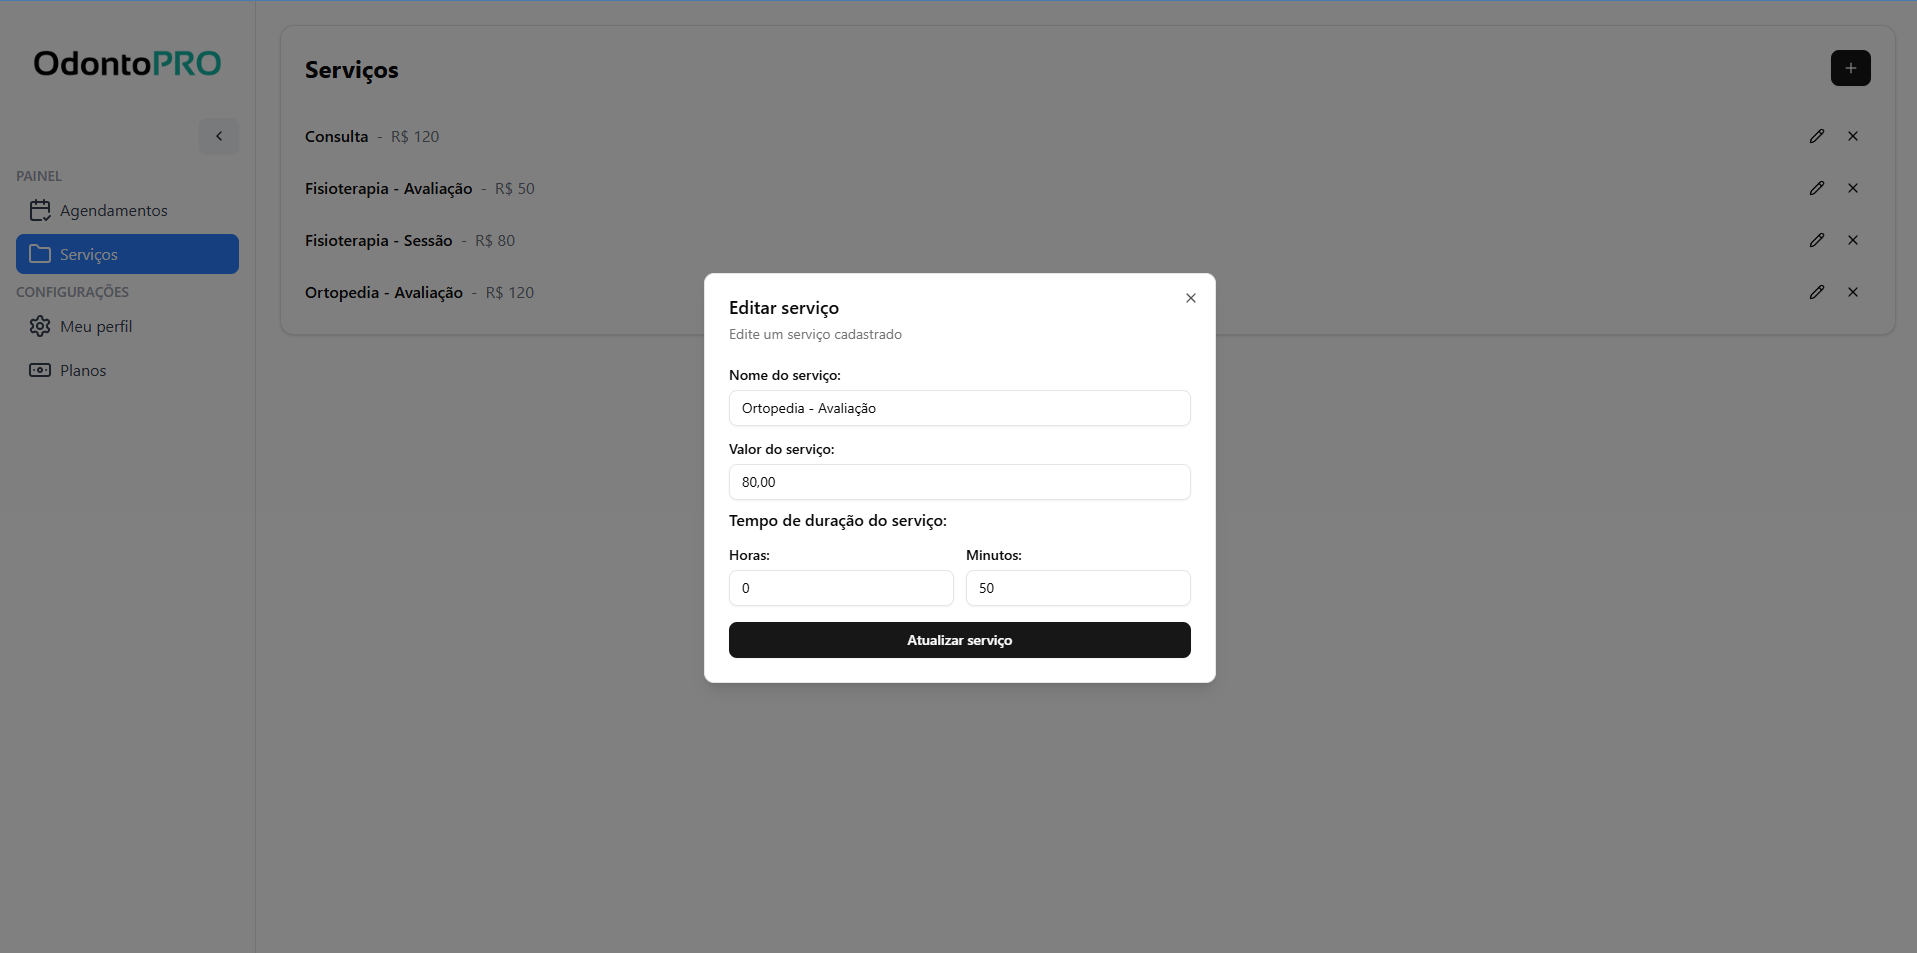 OdontoPRO
PAINEL
Agendamentos
Serviços
CONFIGURAÇÕES
Meu perfil
Planos
Serviços
Consulta - R$ 120
Fisioterapia - Avaliação - R$ 50
Fisioterapia - Sessão - R$ 80
Ortopedia - Avaliação - R$ 120
Editar serviço
Edite um serviço cadastrado
Nome do serviço:
Ortopedia - Avaliação
Valor do serviço:
80,00
Tempo de duração do serviço:
Horas: Minutos:
0 50
Atualizar serviço